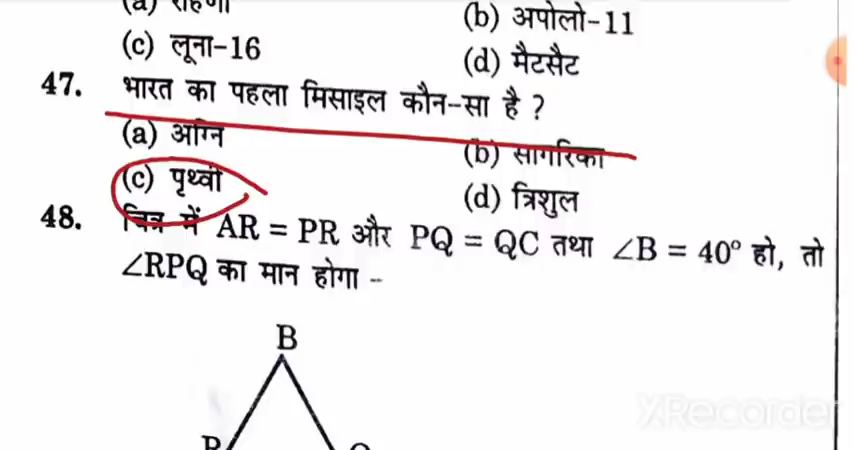 (a) रोहिणी
(b) अपोलो-11
(c) लूना-16
(d) मैटसैट
47. भारत का पहला मिसाइल कौन-सा है ?
(a) अग्नि
(b) सागरिका
(c) पृथ्वी
(d) त्रिशुल
48. चित्र में AR = PR और PQ = QC तथा ∠B = 40° हो, तो
∠RPQ का मान होगा -
B
R
Q
XRecorder